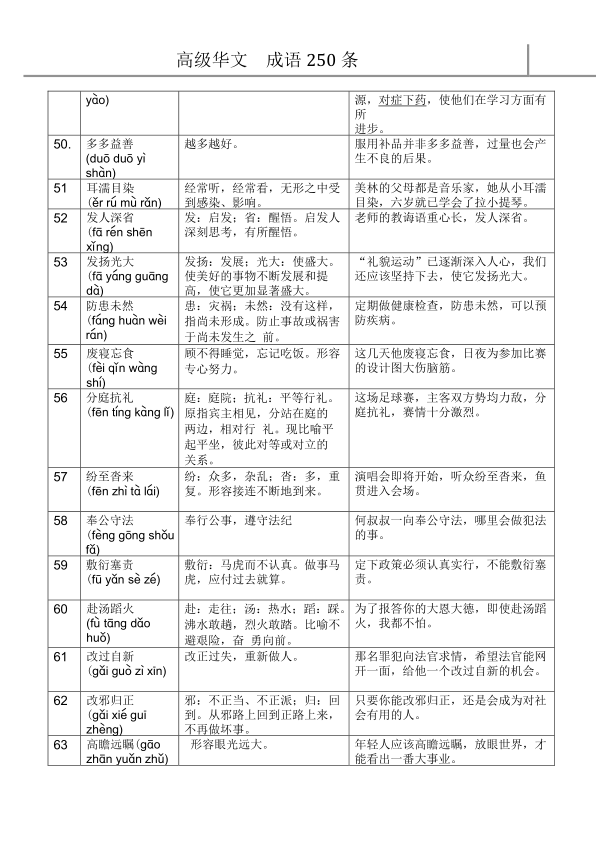 高级华文 成语 250 条
yào)
源，对症下药，使他们在学习方面有
所
进步。
50.
多多益善
(duō duō yì
shàn)
越多越好。
服用补品并非多多益善，过量也会产
生不良的后果。
51
耳濡目染
(ěr rú mù rǎn)
经常听，经常看，无形之中受
到感染、影响。
美林的父母都是音乐家，她从小耳濡
目染，六岁就已学会了拉小提琴。
52
发人深省
(fā rén shēn
xǐng)
发：启发；省：醒悟。启发人
深刻思考，有所醒悟。
老师的教诲语重心长，发人深省。
53
发扬光大
(fā yáng guāng
dà)
发扬：发展；光大：使盛大。
使美好的事物不断发展和提
高，使它更加显著盛大。
“礼貌运动”已逐渐深入人心，我们
还应该坚持下去，使它发扬光大。
54
防患未然
(fáng huàn wèi
rán)
患：灾祸；未然：没有这样，
指尚未形成。防止事故或祸害
于尚未发生之 前。
定期做健康检查，防患未然，可以预
防疾病。
55
废寝忘食
(fèi qǐn wàng
shí)
顾不得睡觉，忘记吃饭。形容
专心努力。
这几天他废寝忘食，日夜为参加比赛
的设计图大伤脑筋。
56
分庭抗礼
(fēn tíng kàng lǐ)
庭：庭院；抗礼：平等行礼。
原指宾主相见，分站在庭的
两边，相对行 礼。现比喻平
起平坐，彼此对等或对立的
关系。
这场足球赛，主客双方势均力敌，分
庭抗礼，赛情十分激烈。
57
纷至沓来
(fēn zhì tà lái)
纷：众多，杂乱；沓：多，重
复。形容接连不断地到来。
演唱会即将开始，听众纷至沓来，鱼
贯进入会场。
58
奉公守法
(fèng gōng shǒu
fǎ)
奉行公事，遵守法纪
何叔叔一向奉公守法，哪里会做犯法
的事。
59
敷衍塞责
(fū yǎn sè zé)
敷衍：马虎而不认真。做事马
虎，应付过去就算。
定下政策必须认真实行，不能敷衍塞
责。
60
赴汤蹈火
(fù tāng dǎo
huǒ)
赴：走往；汤：热水；蹈：踩。
沸水敢趟，烈火敢踏。比喻不
避艰险，奋 勇向前。
为了报答你的大恩大德，即使赴汤蹈
火，我都不怕。
61
改过自新
(gǎi guò zì xīn)
改正过失，重新做人。
那名罪犯向法官求情，希望法官能网
开一面，给他一个改过自新的机会。
62
改邪归正
(gǎi xié gui
zhèng)
邪：不正当、不正派；归：回
到。从邪路上回到正路上来，
不再做坏事。
只要你能改邪归正，还是会成为对社
会有用的人。
63
高瞻远瞩(gāo
zhān yuǎn zhǔ)
形容眼光远大。
年轻人应该高瞻远瞩，放眼世界，才
能看出一番大事业。